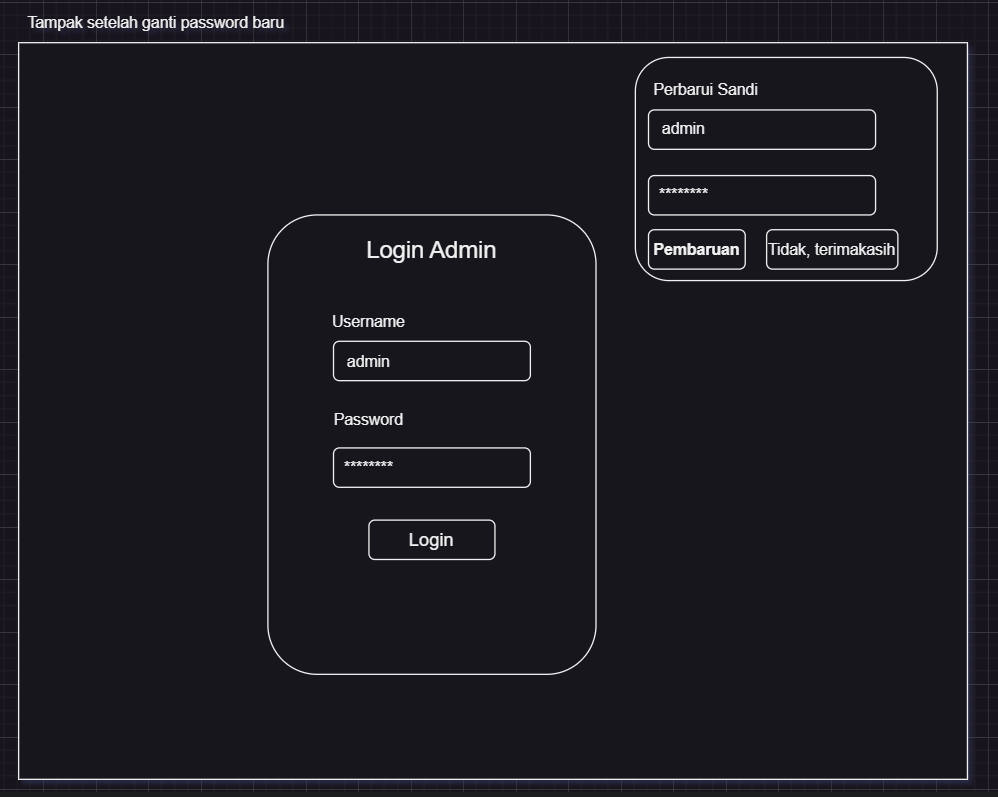 Tampak setelah ganti password baru
Perbarui Sandi
admin
********
Pembaruan
Tidak, terimakasih
Login Admin
Username
admin
Password
********
Login